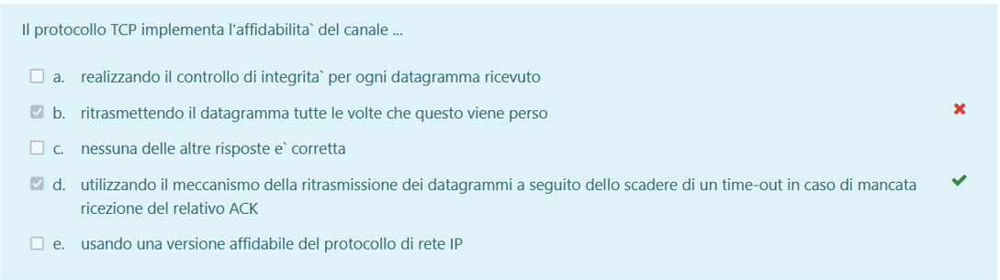 Il protocollo TCP implementa l'affidabilita` del canale ...
a. realizzando il controllo di integrita` per ogni datagramma ricevuto
b. ritrasmettendo il datagramma tutte le volte che questo viene perso
c. nessuna delle altre risposte e` corretta
d. utilizzando il meccanismo della ritrasmissione dei datagrammi a seguito dello scadere di un time-out in caso di mancata
ricezione del relativo ACK
e. usando una versione affidabile del protocollo di rete IP